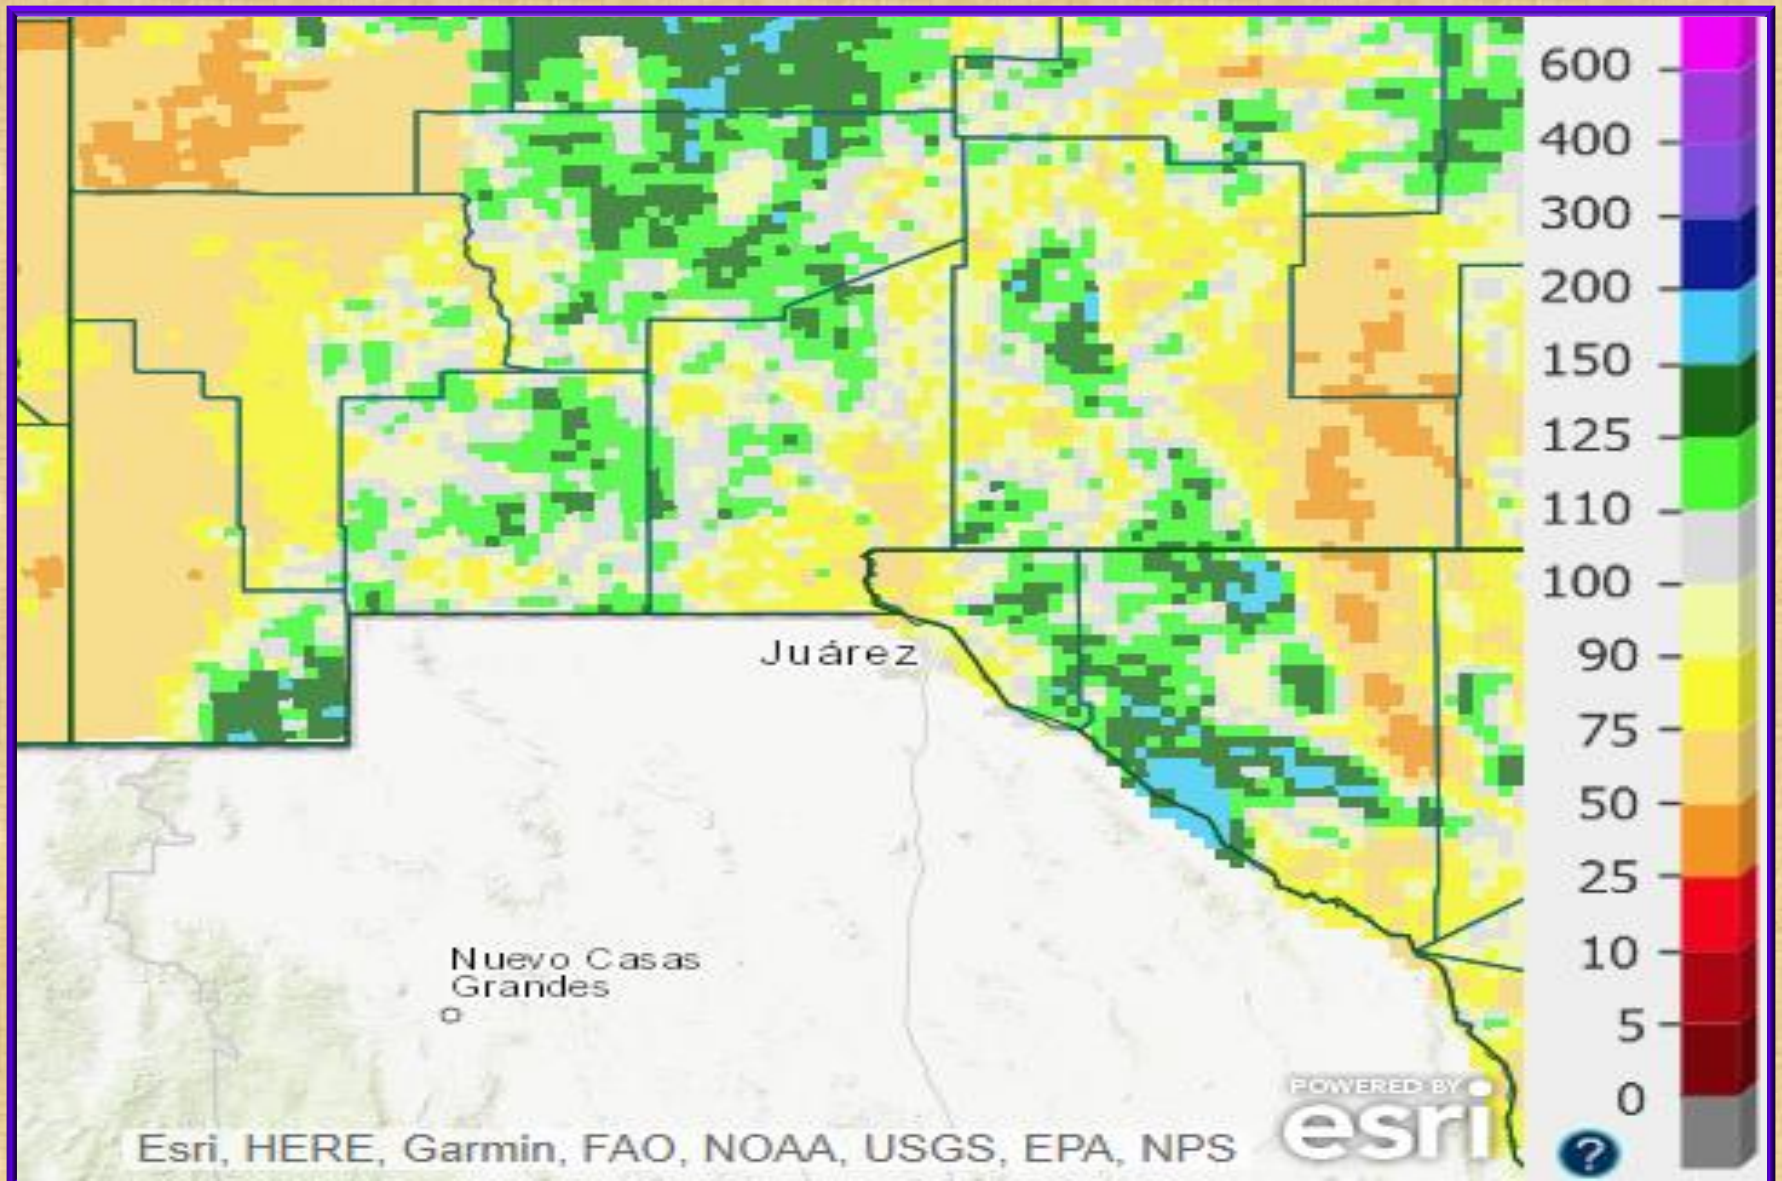 600
400
300
200
150
125
110
100
90
75
50
25
10
5
0
Juárez
Nuevo Casas
Grandes
POWERED BY
esri
Esri, HERE, Garmin, FAO, NOAA, USGS, EPA, NPS
?